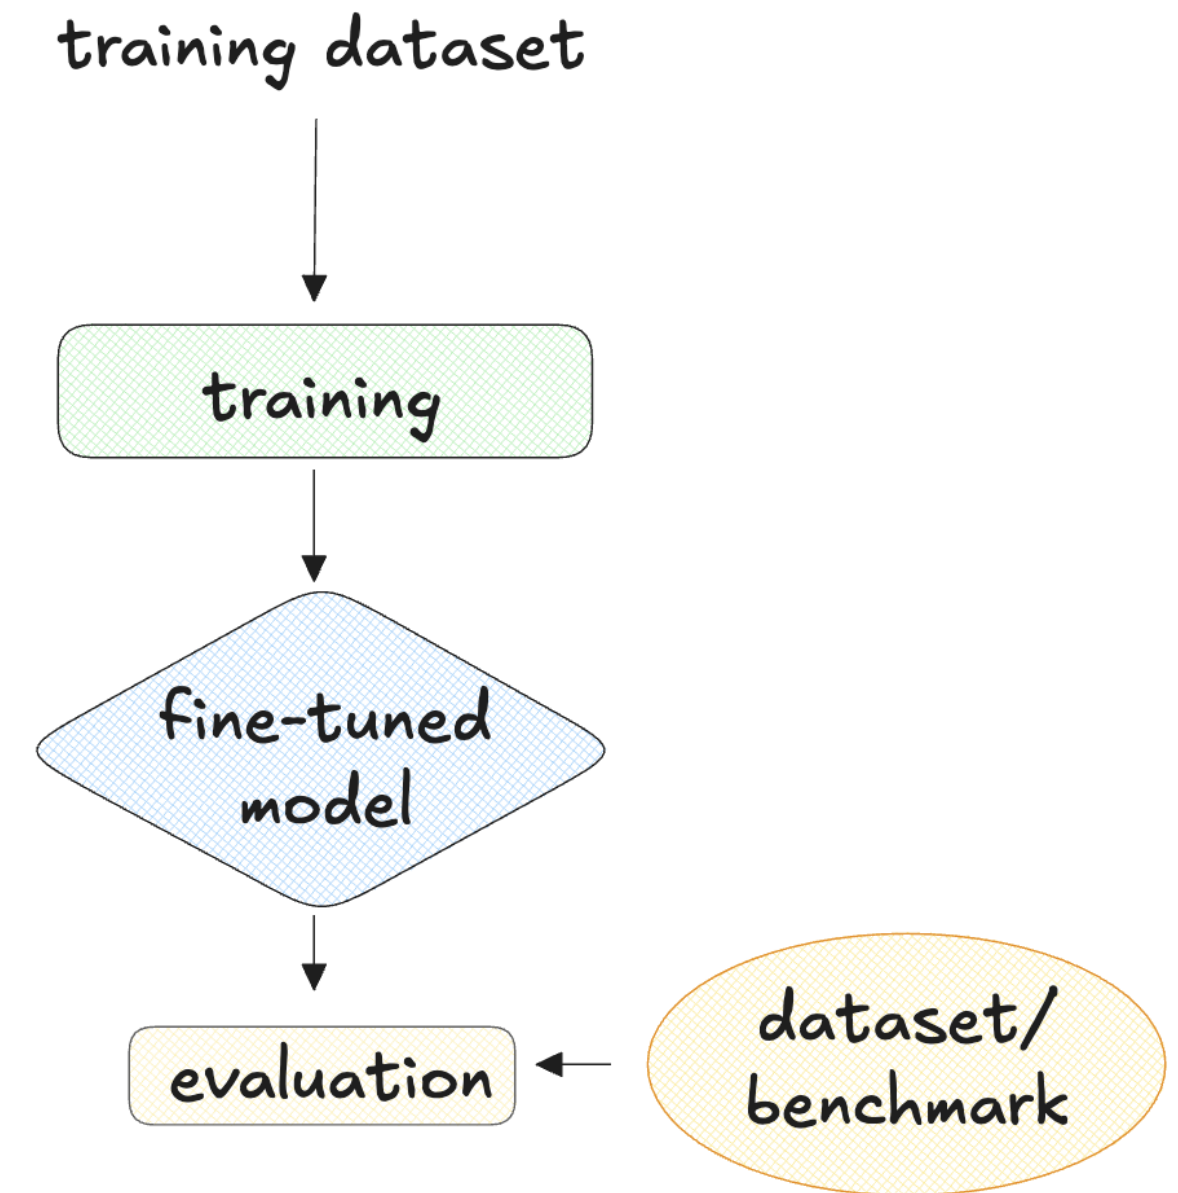 training dataset
training
fine-tuned
model
evaluation
dataset/
benchmark